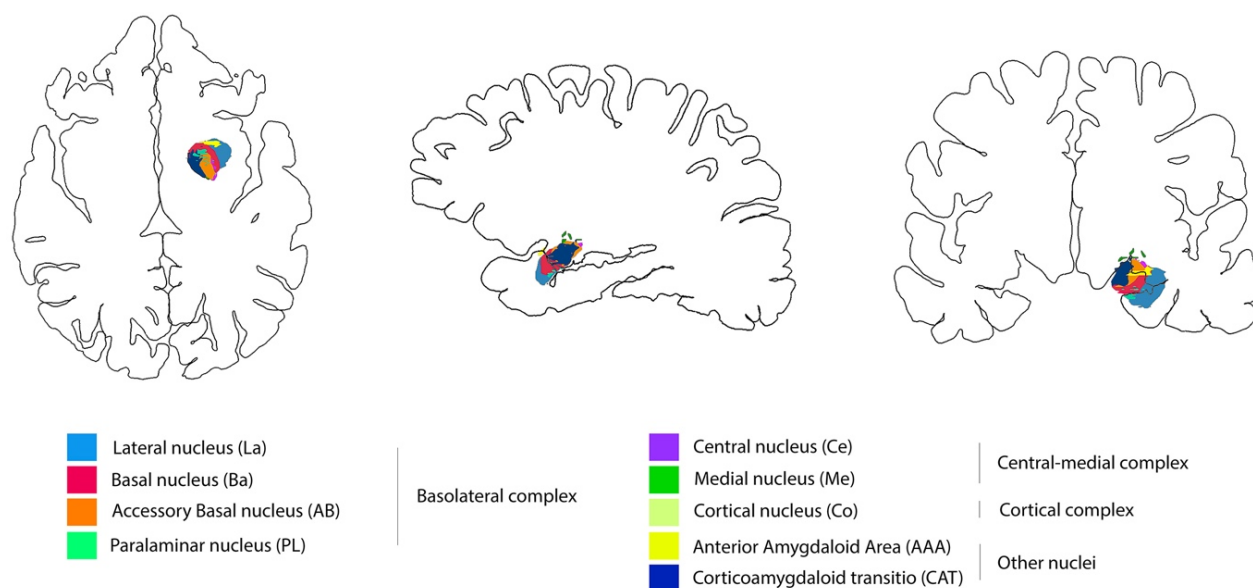 Lateral nucleus (La)
Basal nucleus (Ba)
Accessory Basal nucleus (AB)
Paralaminar nucleus (PL)
Basolateral complex
Central nucleus (Ce)
Medial nucleus (Me)
Cortical nucleus (Co)
Anterior Amygdaloid Area (AAA)
Corticoamygdaloid transitio (CAT)
Central-medial complex
Cortical complex
Other nuclei